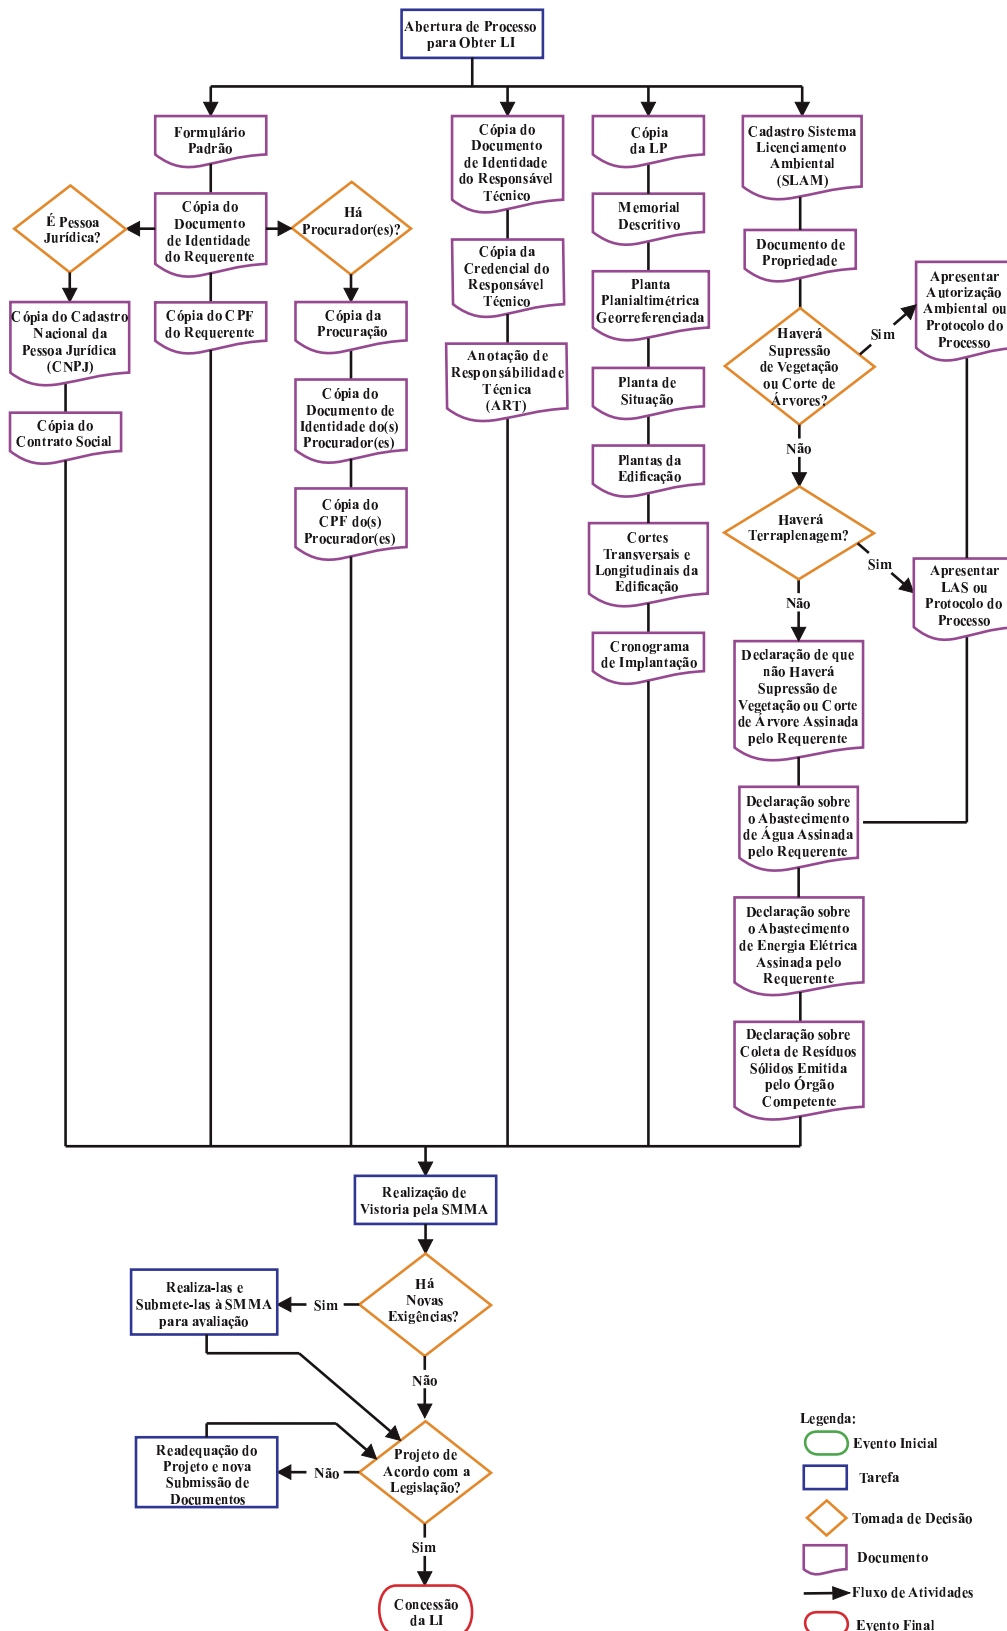 Abertura de Processo
para Obter LI
Formulário
Padrão
Cópia do
Documento
de Identidade
do Requerente
Cópia do CPF
do Requerente
É Pessoa
Jurídica?
Cópia do Cadastro
Nacional da
Pessoa Jurídica
(CNPJ)
Cópia do
Contrato Social
Há
Procurador(es)?
Cópia da
Procuração
Cópia do
Documento de
Identidade do(s)
Procurador(es)
Cópia do
CPF do(s)
Procurador(es)
Cópia do
Documento
de Identidade
do Responsável
Técnico
Cópia da
Credencial do
Responsável
Técnico
Anotação de
Responsábilidade
Técnica
(ART)
Cópia
da LP
Memorial
Descritivo
Planta
Planialtimétrica
Georreferenciada
Planta de
Situação
Plantas da
Edificação
Cortes
Transversais e
Longitudinais da
Edificação
Cronograma
de Implantação
Cadastro Sistema
Licenciamento
Ambiental
(SLAM)
Documento de
Propriedade
Haverá
Supressão
de Vegetação
ou Corte de
Árvores?
Sim
Apresentar
Autorização
Ambiental ou
Protocolo do
Processo
Não
Haverá
Terraplenagem?
Sim
Apresentar
LAS ou
Protocolo do
Processo
Não
Declaração de que
não Haverá
Supressão de
Vegetação ou Corte
de Árvore Assinada
pelo Requerente
Declaração sobre
o Abastecimento
de Água Assinada
pelo Requerente
Declaração sobre
o Abastecimento
de Energia Elétrica
Assinada pelo
Requerente
Declaração sobre
Coleta de Resíduos
Sólidos Emitida
pelo Órgão
Competente
Realização de
Vistoria pela SMMA
Há
Novas
Exigências?
Sim
Realiza-las e
Submete-las à SMMA
para avaliação
Não
Projeto de
Acordo com a
Legislação?
Não
Readequação do
Projeto e nova
Submissão de
Documentos
Sim
Concessão
da LI
Legenda:
Evento Inicial
Tarefa
Tomada de Decisão
Documento
Fluxo de Atividades
Evento Final